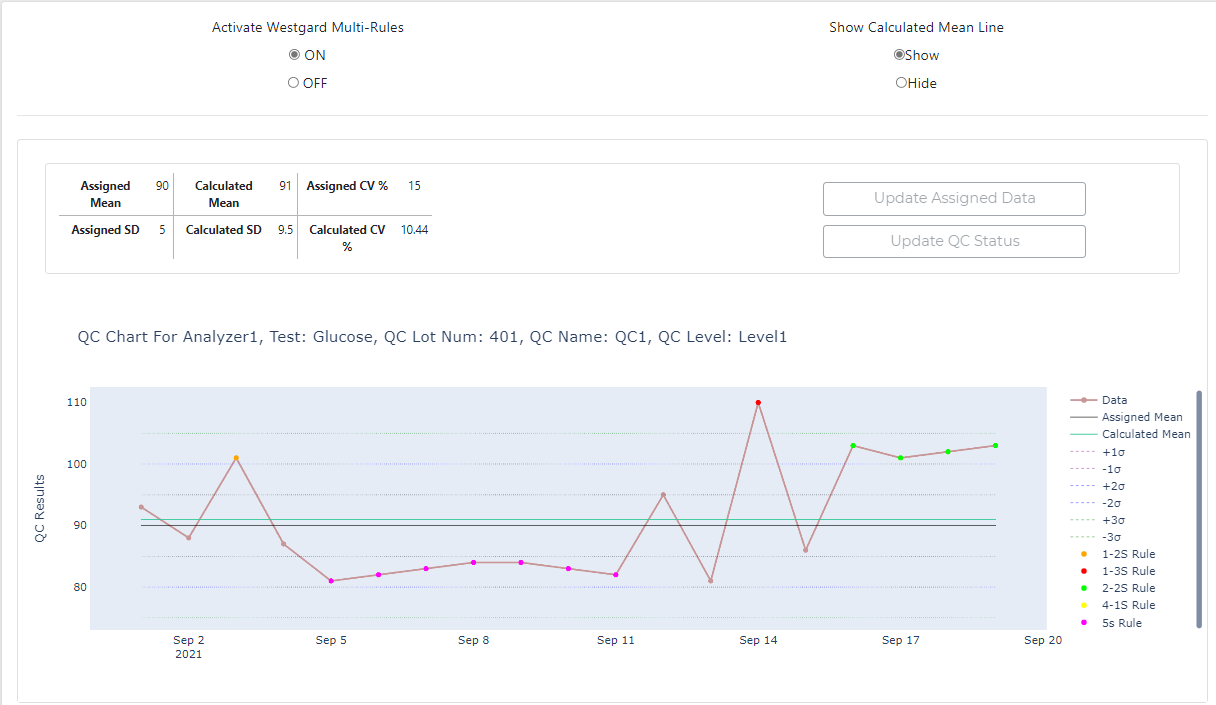 Activate Westgard Multi-Rules
ON
OFF
Show Calculated Mean Line
Show
Hide
Assigned Mean 90 Calculated Mean 91 Assigned CV % 15
Assigned SD 5 Calculated SD 9.5 Calculated CV % 10.44
Update Assigned Data
Update QC Status
QC Chart For Analyzer1, Test: Glucose, QC Lot Num: 401, QC Name: QC1, QC Level: Level1
QC Results
110
100
90
80
Sep 2 Sep 5 Sep 8 Sep 11 Sep 14 Sep 17 Sep 20
2021
Data
Assigned Mean
Calculated Mean
+1σ
-1σ
+2σ
-2σ
+3σ
-3σ
1-2S Rule
1-3S Rule
2-2S Rule
4-1S Rule
5s Rule